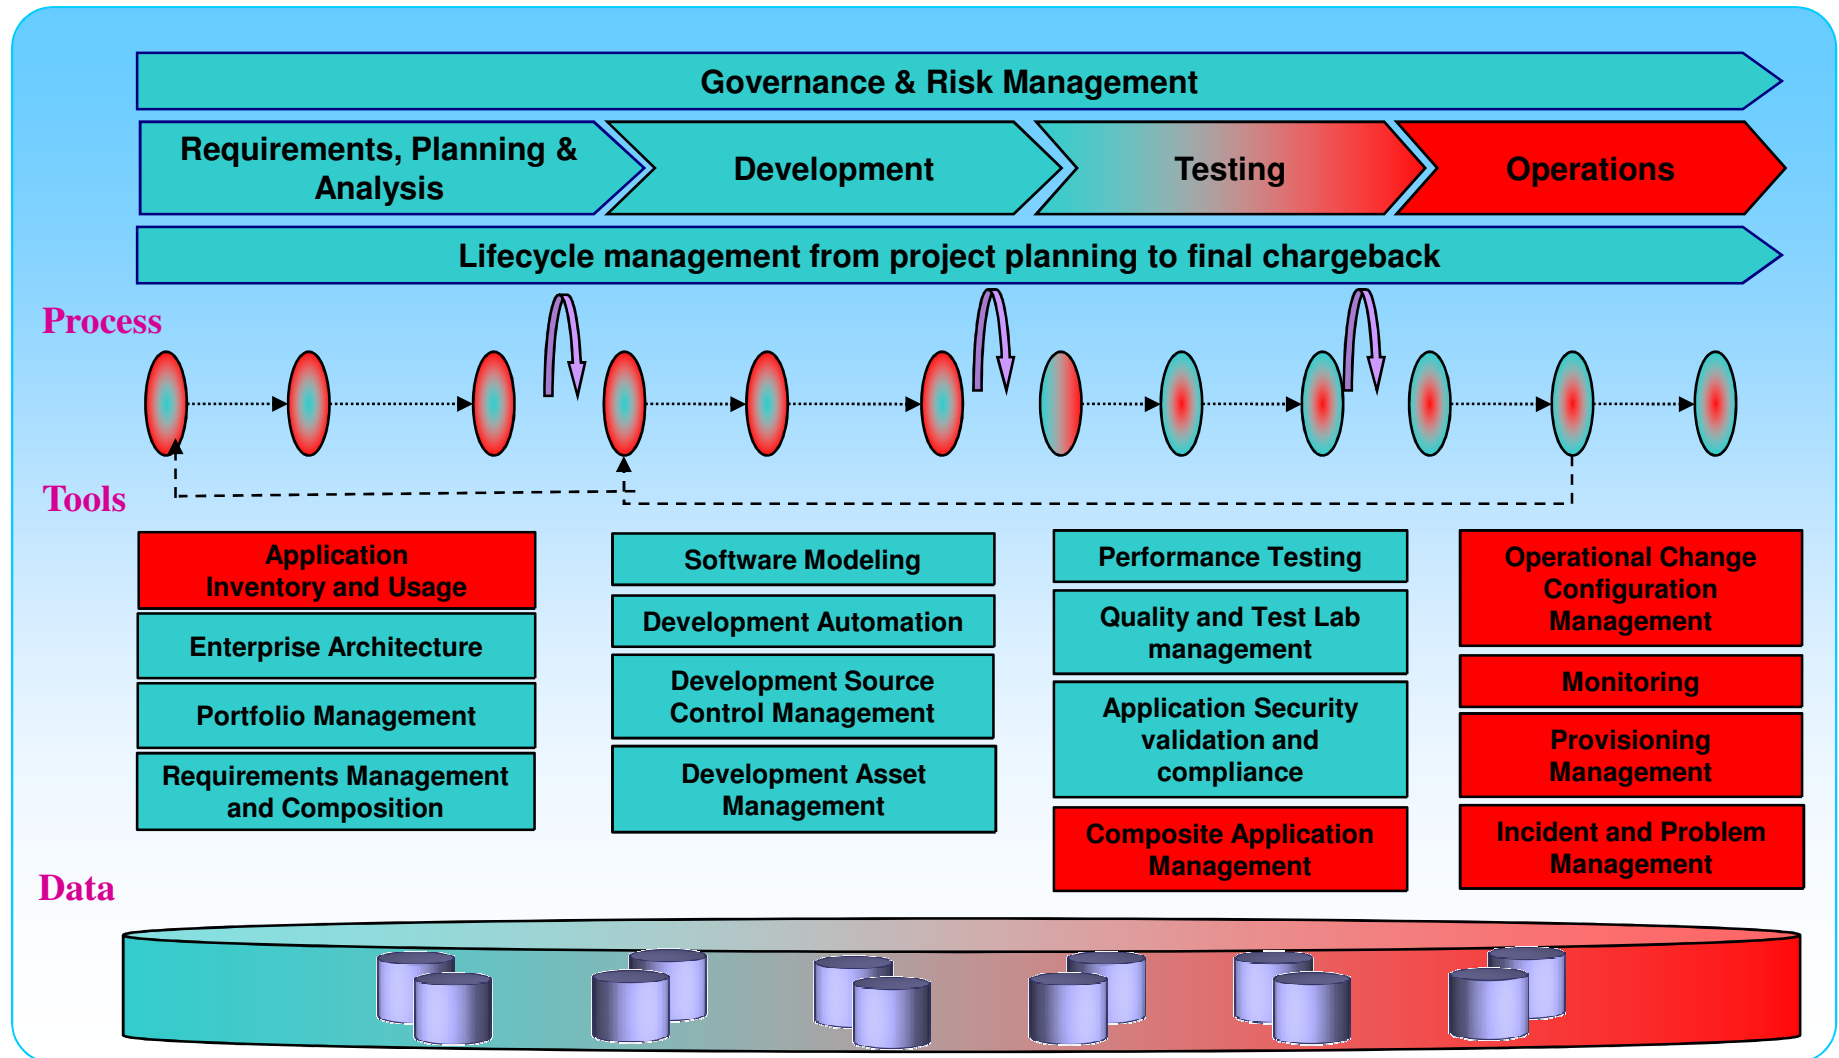 Governance & Risk Management
Requirements, Planning &
Analysis
Development
Testing
Operations
Lifecycle management from project planning to final chargeback
Process
Tools
Application
Inventory and Usage
Enterprise Architecture
Portfolio Management
Requirements Management
and Composition
Software Modeling
Development Automation
Development Source
Control Management
Development Asset
Management
Performance Testing
Quality and Test Lab
management
Application Security
validation and
compliance
Composite Application
Management
Operational Change
Configuration
Management
Monitoring
Provisioning
Management
Incident and Problem
Management
Data